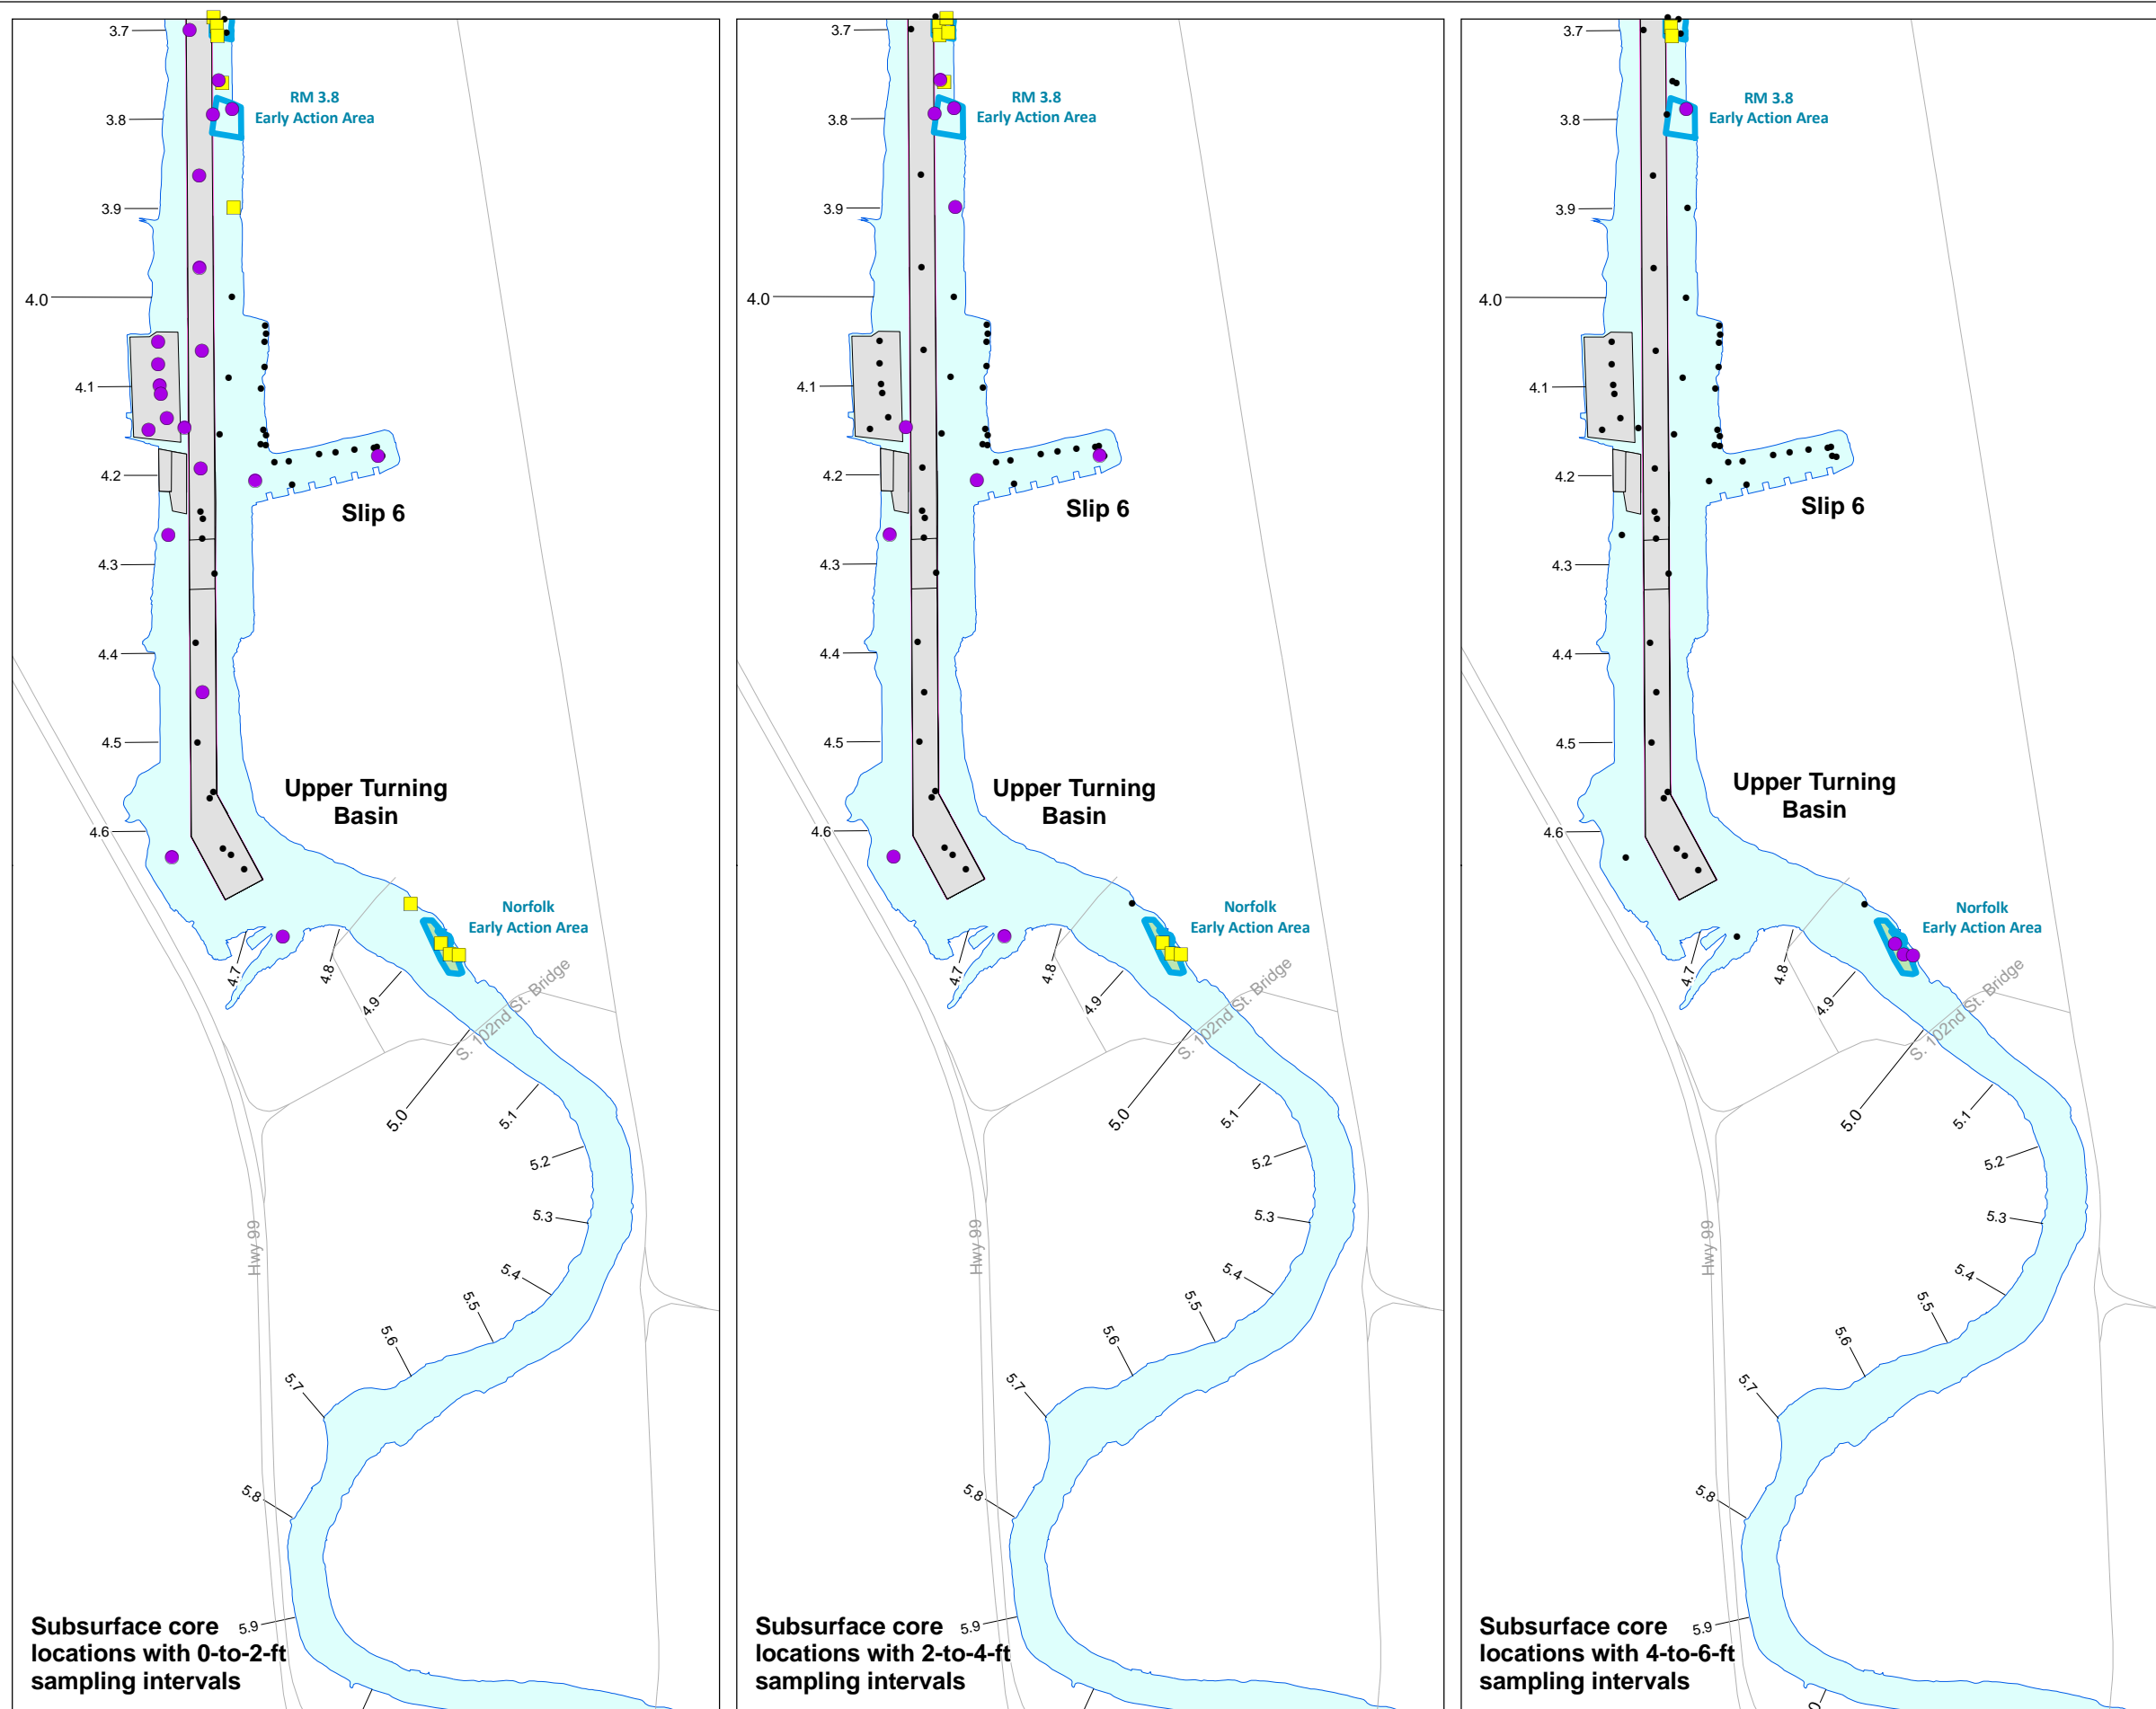 3.7
RM 3.8
Early Action Area
3.8
3.9
4.0
4.1
4.2
Slip 6
4.3
4.4
4.5
Upper Turning
Basin
4.6
Norfolk
Early Action Area
4.7
4.8
4.9
S. 102nd St. Bridge
5.0
5.1
5.2
5.3
Hwy 99
5.4
5.5
5.6
5.7
5.8
5.9
Subsurface core
locations with 0-to-2-ft
sampling intervals
3.7
RM 3.8
Early Action Area
3.8
3.9
4.0
4.1
4.2
Slip 6
4.3
4.4
4.5
Upper Turning
Basin
4.6
Norfolk
Early Action Area
4.7
4.8
4.9
S. 102nd St. Bridge
5.0
5.1
5.2
5.3
Hwy 99
5.4
5.5
5.6
5.7
5.8
5.9
Subsurface core
locations with 2-to-4-ft
sampling intervals
3.7
RM 3.8
Early Action Area
3.8
3.9
4.0
4.1
4.2
Slip 6
4.3
4.4
4.5
Upper Turning
Basin
4.6
Norfolk
Early Action Area
4.7
4.8
4.9
S. 102nd St. Bridge
5.0
5.1
5.2
5.3
Hwy 99
5.4
5.5
5.6
5.7
5.8
5.9
Subsurface core
locations with 4-to-6-ft
sampling intervals